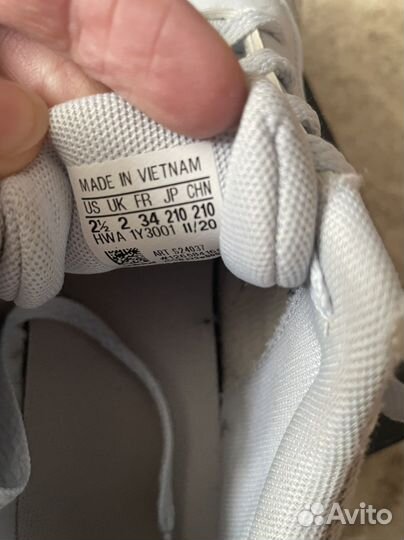 MADE IN VIETNAM
US UK FR JP CHN
2½ 2 34 210 210
HWA 1Y3001 11/20
ART S24037
Avito